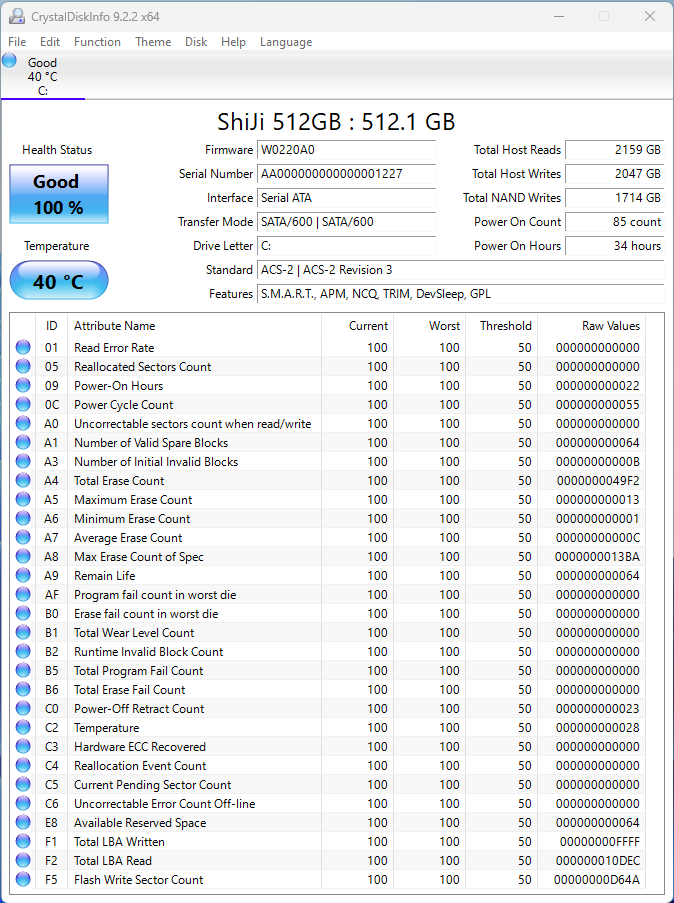 CrystalDiskInfo 9.2.2 x64
File Edit Function Theme Disk Help Language
Good
40 °C
C:
ShiJi 512GB : 512.1 GB
Health Status
Good
100 %
Temperature
40 °C
Firmware W0220A0
Serial Number AA000000000000001227
Interface Serial ATA
Transfer Mode SATA/600 | SATA/600
Drive Letter C:
Standard ACS-2 | ACS-2 Revision 3
Features S.M.A.R.T., APM, NCQ, TRIM, DevSleep, GPL
Total Host Reads 2159 GB
Total Host Writes 2047 GB
Total NAND Writes 1714 GB
Power On Count 85 count
Power On Hours 34 hours
ID Attribute Name Current Worst Threshold Raw Values
01 Read Error Rate 100 100 50 000000000000
05 Reallocated Sectors Count 100 100 50 000000000000
09 Power-On Hours 100 100 50 000000000022
0C Power Cycle Count 100 100 50 000000000055
A0 Uncorrectable sectors count when read/write 100 100 50 000000000000
A1 Number of Valid Spare Blocks 100 100 50 000000000064
A3 Number of Initial Invalid Blocks 100 100 50 00000000000B
A4 Total Erase Count 100 100 50 0000000049F2
A5 Maximum Erase Count 100 100 50 000000000013
A6 Minimum Erase Count 100 100 50 000000000001
A7 Average Erase Count 100 100 50 00000000000C
A8 Max Erase Count of Spec 100 100 50 0000000013BA
A9 Remain Life 100 100 50 000000000064
AF Program fail count in worst die 100 100 50 000000000000
B0 Erase fail count in worst die 100 100 50 000000000000
B1 Total Wear Level Count 100 100 50 000000000000
B2 Runtime Invalid Block Count 100 100 50 000000000000
B5 Total Program Fail Count 100 100 50 000000000000
B6 Total Erase Fail Count 100 100 50 000000000000
C0 Power-Off Retract Count 100 100 50 000000000023
C2 Temperature 100 100 50 000000000028
C3 Hardware ECC Recovered 100 100 50 000000000000
C4 Reallocation Event Count 100 100 50 000000000000
C5 Current Pending Sector Count 100 100 50 000000000000
C6 Uncorrectable Error Count Off-line 100 100 50 000000000000
E8 Available Reserved Space 100 100 50 000000000064
F1 Total LBA Written 100 100 50 00000000FFFF
F2 Total LBA Read 100 100 50 000000010DEC
F5 Flash Write Sector Count 100 100 50 00000000D64A